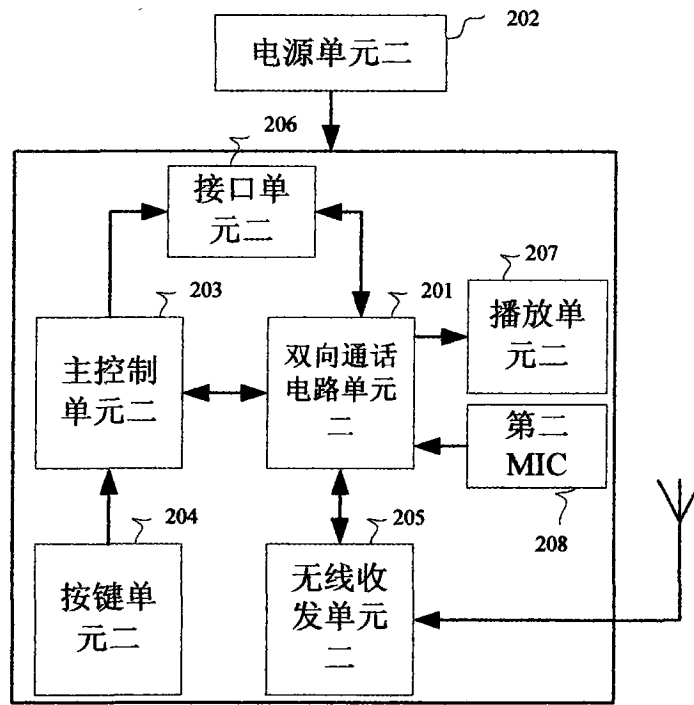 202
电源单元二
206
接口单
元二
203
201
207
主控制
单元二
双向通话
电路单元
二
播放单
元二
第二
MIC
208
204
205
按键单
元二
无线收
发单元
二